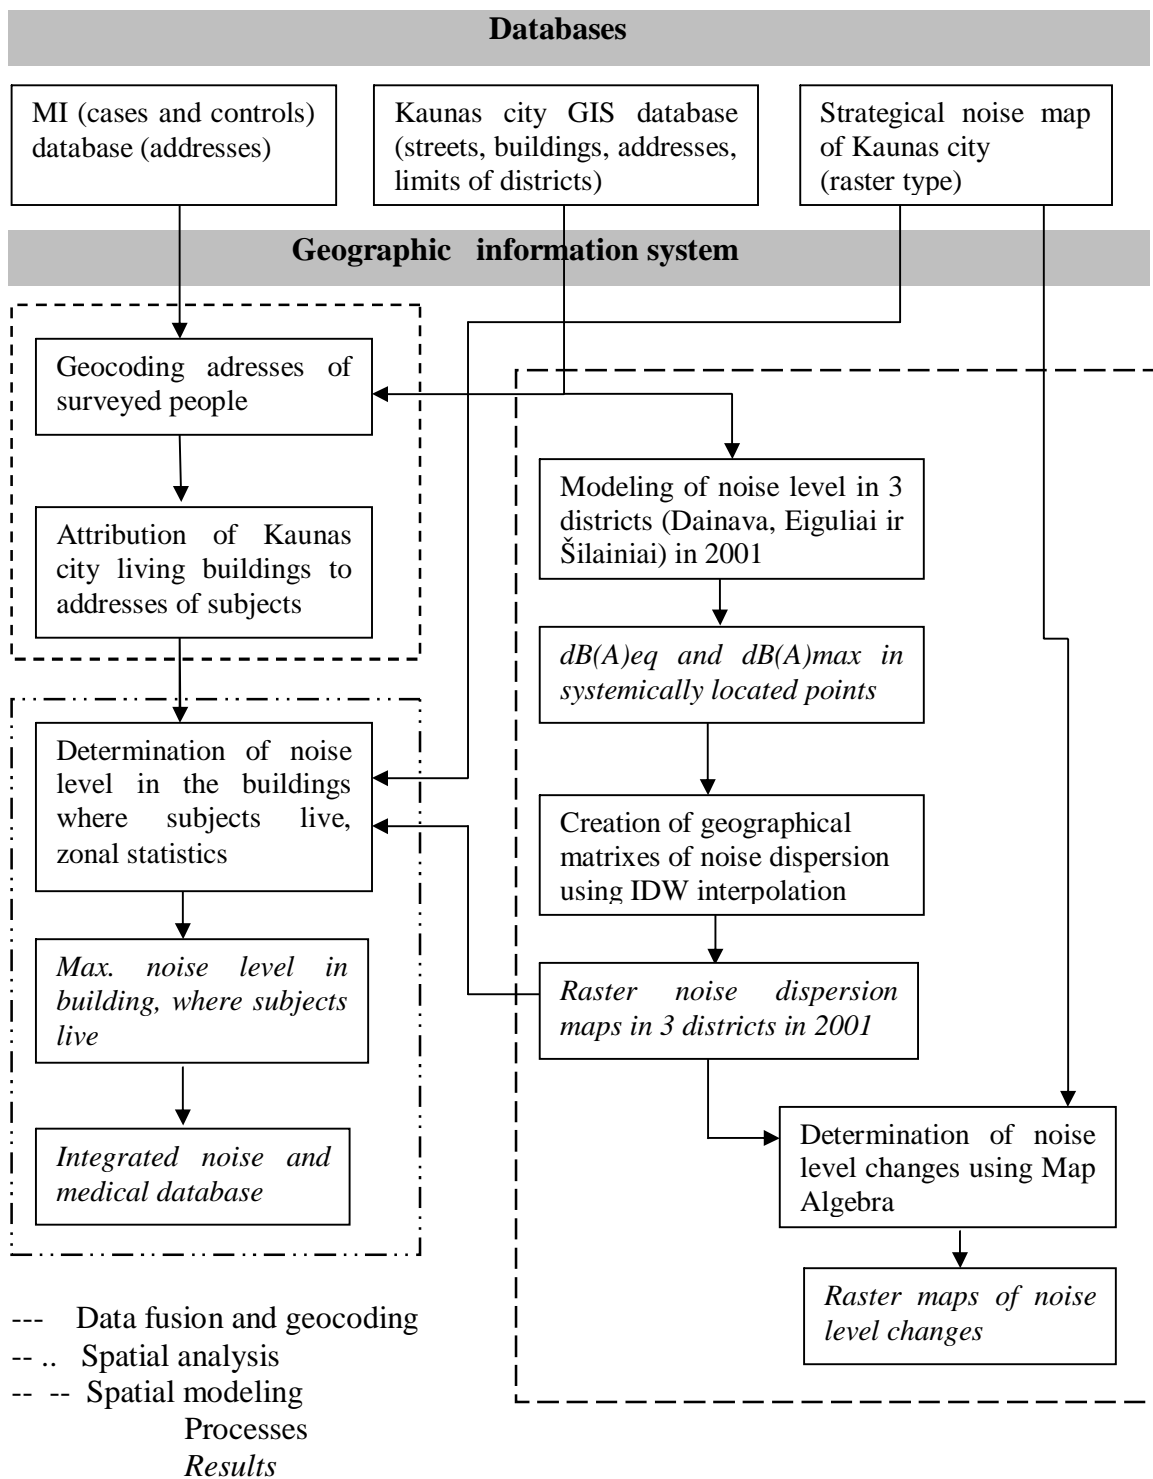 Databases
MI (cases and controls)
database (addresses)
Kaunas city GIS database
(streets, buildings, addresses,
limits of districts)
Strategical noise map
of Kaunas city
(raster type)
Geographic information system
Geocoding adresses of
surveyed people
Attribution of Kaunas
city living buildings to
addresses of subjects
Determination of noise
level in the buildings
where subjects live,
zonal statistics
Max. noise level in
building, where subjects
live
Integrated noise and
medical database
Modeling of noise level in 3
districts (Dainava, Eiguliai ir
Šilainiai) in 2001
dB(A)eq and dB(A)max in
systemically located points
Creation of geographical
matrixes of noise dispersion
using IDW interpolation
Raster noise dispersion
maps in 3 districts in 2001
Determination of noise
level changes using Map
Algebra
Raster maps of noise
level changes
--- Data fusion and geocoding
-- .. Spatial analysis
-- -- Spatial modeling
Processes
Results